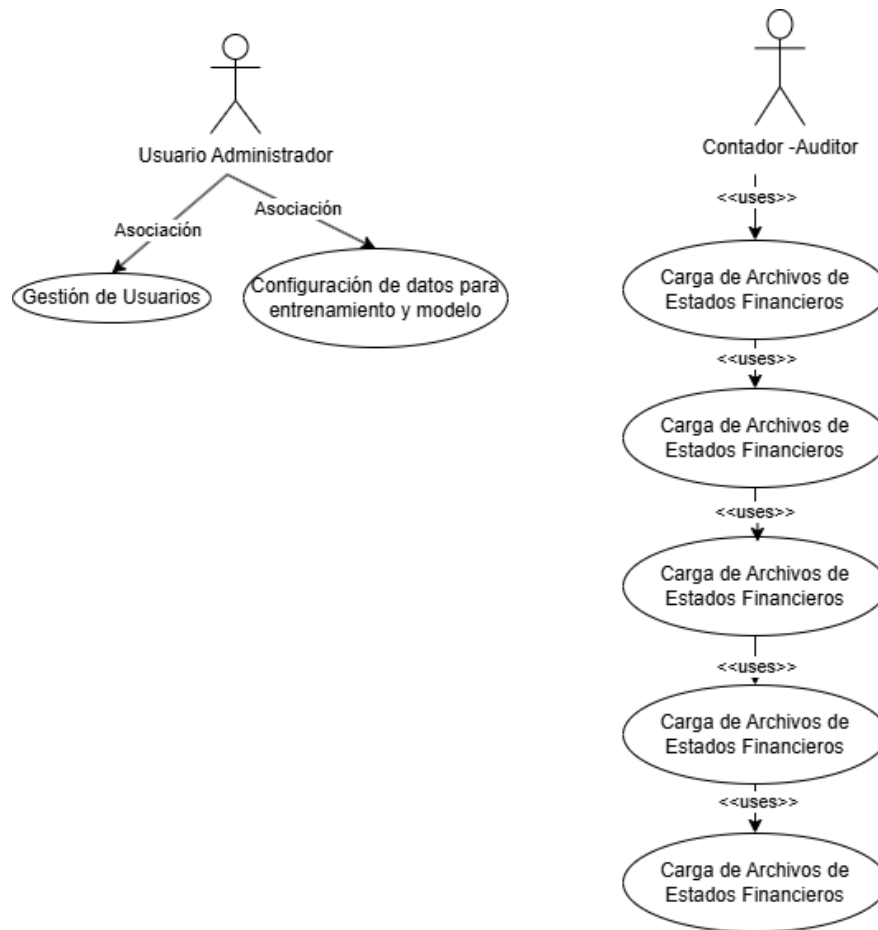 Usuario Administrador
Asociación
Asociación
Gestión de Usuarios
Configuración de datos para
entrenamiento y modelo
Contador -Auditor
<<uses>>
Carga de Archivos de
Estados Financieros
<<uses>>
Carga de Archivos de
Estados Financieros
<<uses>>
Carga de Archivos de
Estados Financieros
<<uses>>
Carga de Archivos de
Estados Financieros
<<uses>>
Carga de Archivos de
Estados Financieros